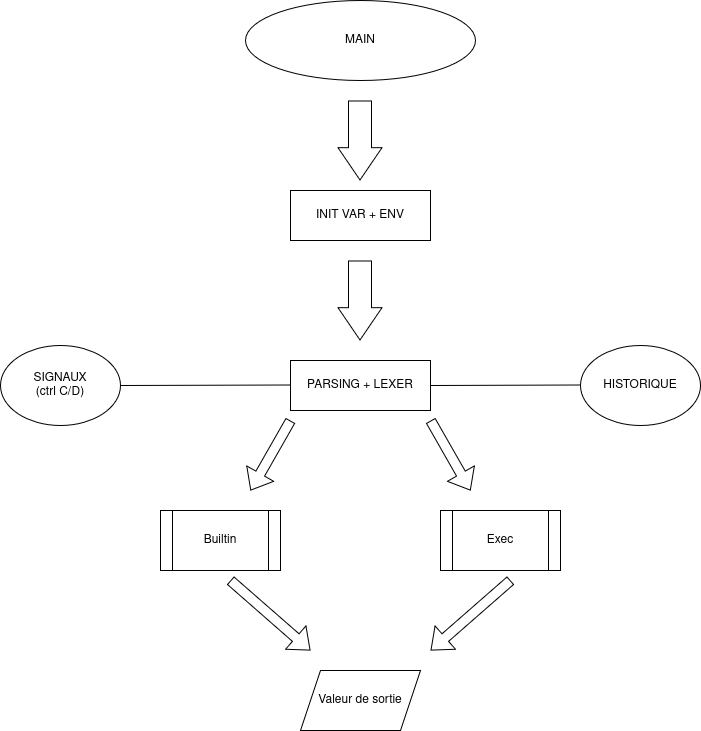 MAIN
INIT VAR + ENV
SIGNAUX
(ctrl C/D)
PARSING + LEXER
HISTORIQUE
Builtin
Exec
Valeur de sortie